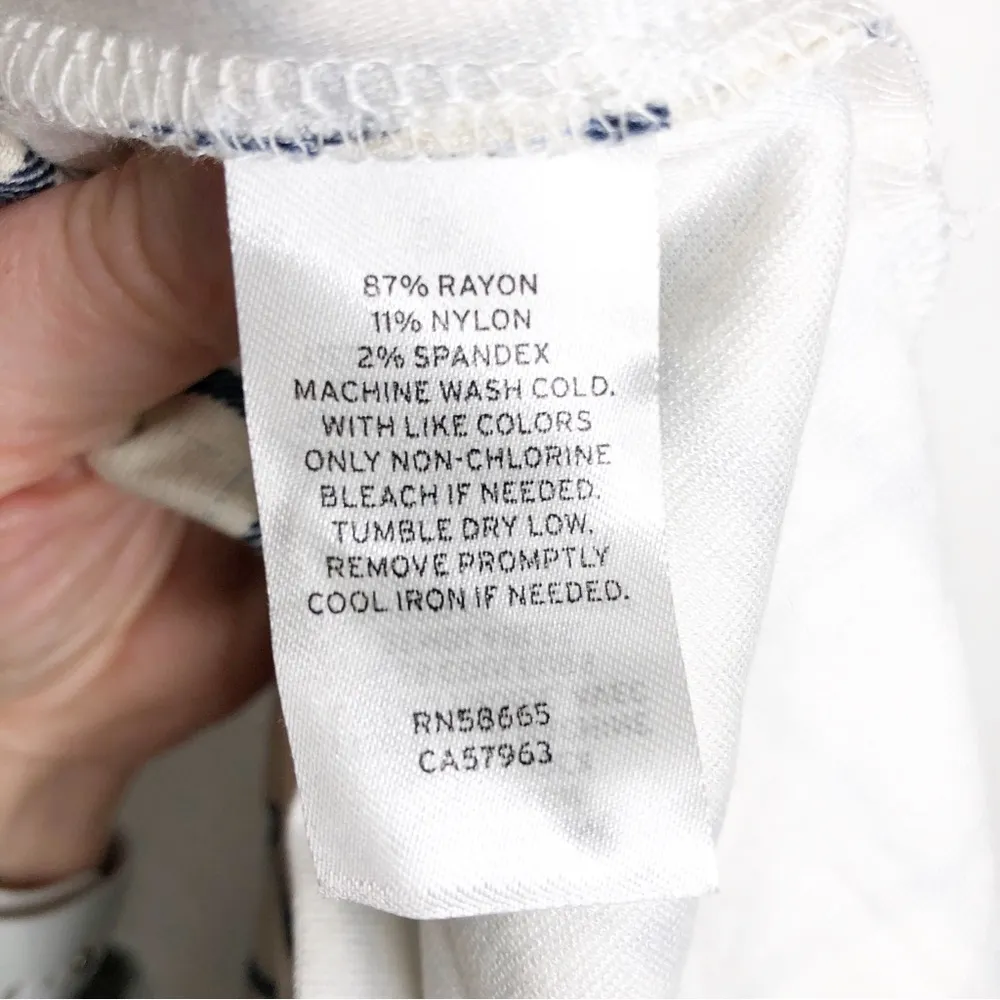 87% RAYON
11% NYLON
2% SPANDEX
MACHINE WASH COLD.
WITH LIKE COLORS
ONLY NON-CHLORINE
BLEACH IF NEEDED.
TUMBLE DRY LOW.
REMOVE PROMPTLY
COOL IRON IF NEEDED.
RN58665
CA57963